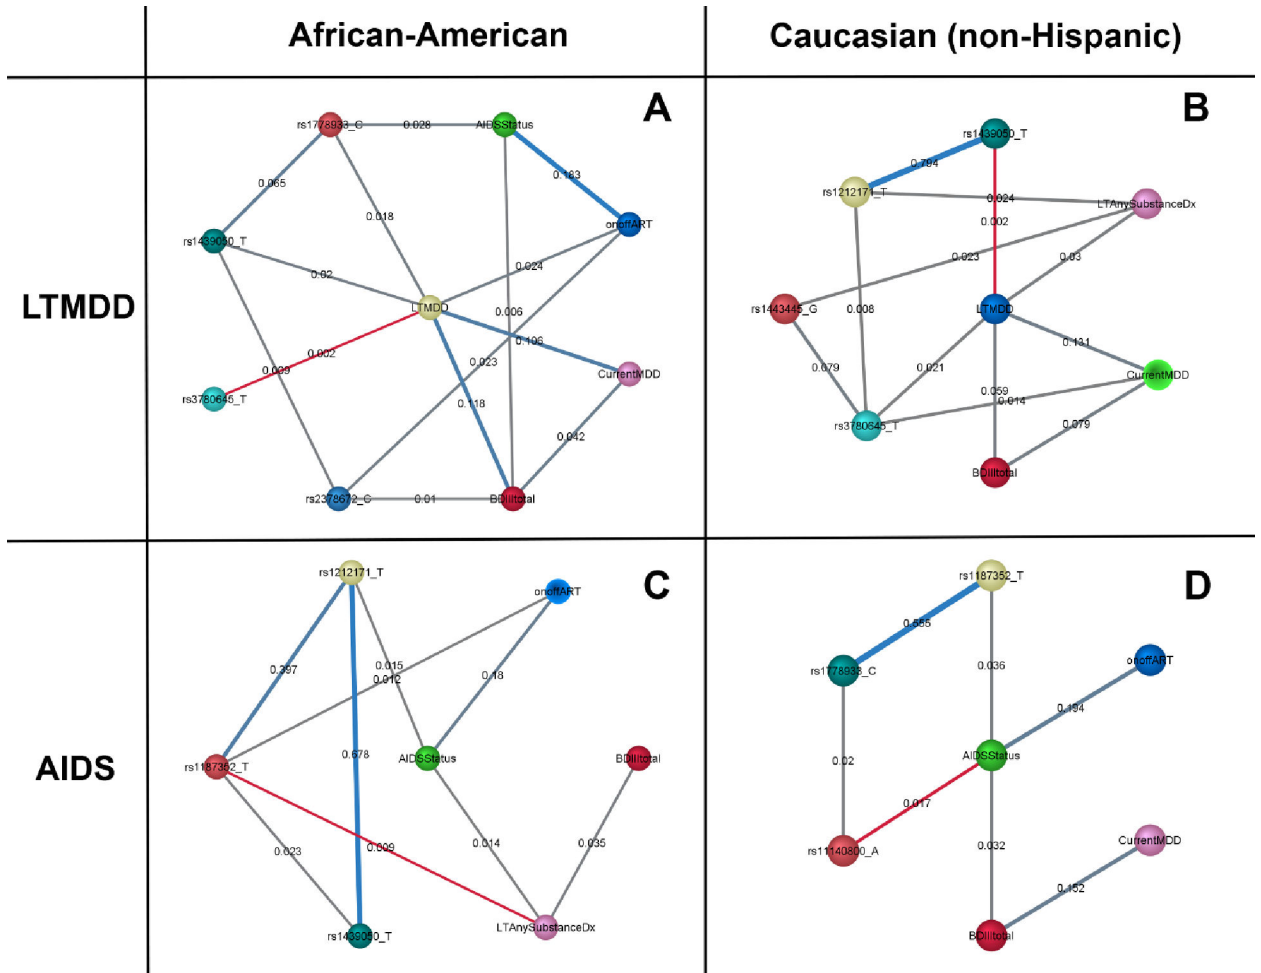 African-American
Caucasian (non-Hispanic)
LTMDD
A
rs1778933_C
0.028
AIDSStatus
0.183
0.065
0.018
onoffART
rs1439050_T
0.02
0.024
LTMDD
0.006
0.106
0.002
0.009
0.023
CurrentMDD
rs3780645_T
0.118
0.042
rs2378672_C
0.01
BDIIItotal
B
rs1439050_T
0.794
rs1212171_T
0.024
LTAnySubstanceDx
0.002
0.023
0.03
rs1443445_G
0.008
LTMDD
0.131
0.079
0.021
CurrentMDD
0.059
0.014
rs3780645_T
0.079
BDIIItotal
AIDS
C
rs1212171_T
onoffART
0.397
0.015
0.012
0.18
0.678
AIDSStatus
BDIIItotal
rs1187352_T
0.023
0.009
0.014
0.035
rs1439050_T
LTAnySubstanceDx
D
rs1187352_T
0.555
rs1778933_C
0.036
onoffART
0.194
0.02
AIDSStatus
0.017
rs11140800_A
0.032
CurrentMDD
0.152
BDIIItotal